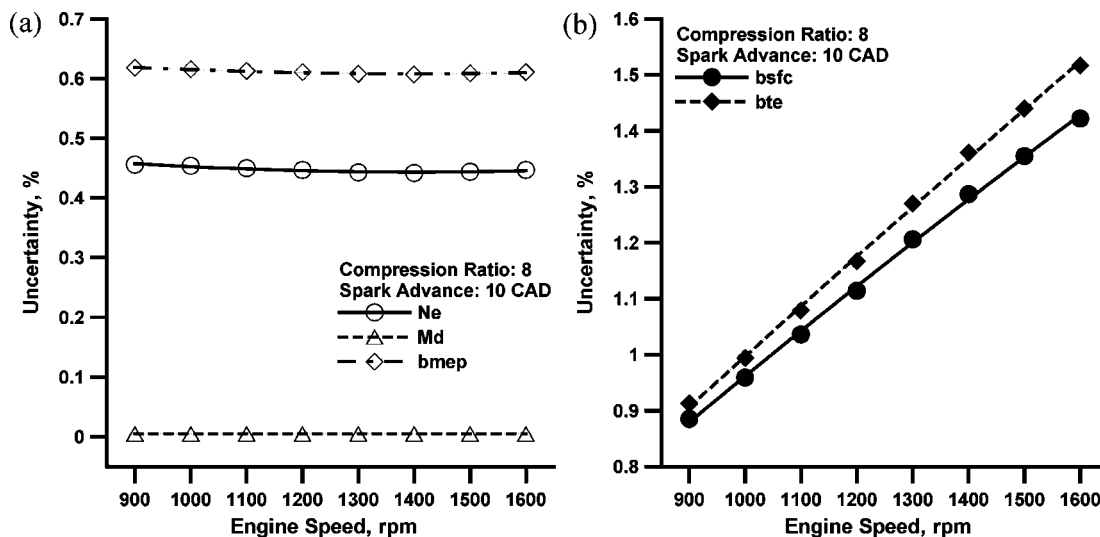 (a)
0.7
0.6
0.5
0.4
0.3
0.2
0.1
0
Uncertainty, %
Compression Ratio: 8
Spark Advance: 10 CAD
Ne
Md
bmep
900 1000 1100 1200 1300 1400 1500 1600
Engine Speed, rpm
(b)
1.6
1.5
1.4
1.3
1.2
1.1
1
0.9
0.8
Uncertainty, %
Compression Ratio: 8
Spark Advance: 10 CAD
bsfc
bte
900 1000 1100 1200 1300 1400 1500 1600
Engine Speed, rpm